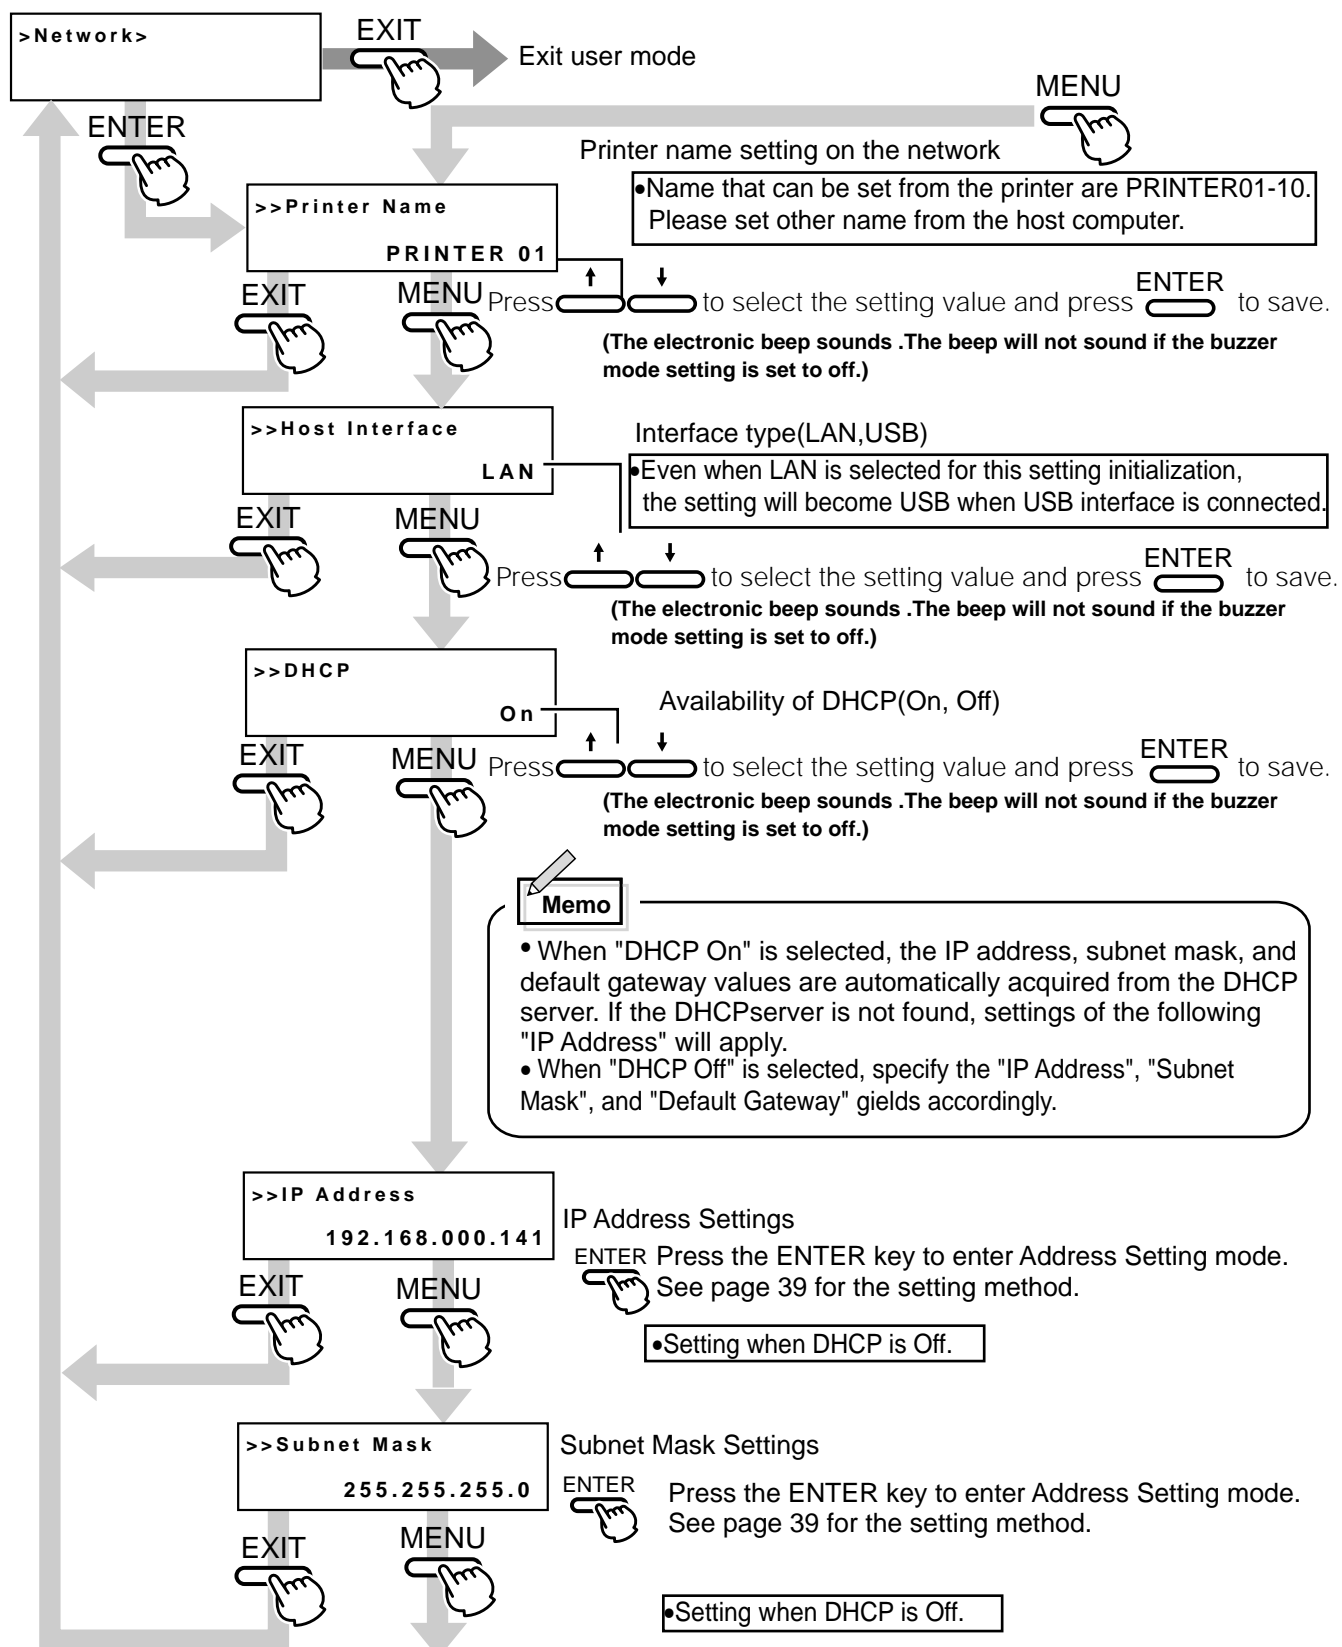 >Network>
EXIT
Exit user mode
MENU
ENTER
Printer name setting on the network
•Name that can be set from the printer are PRINTER01-10.
Please set other name from the host computer.
>>Printer Name
PRINTER 01
EXIT
MENU
Press ↑ ↓ to select the setting value and press ENTER to save.
(The electronic beep sounds .The beep will not sound if the buzzer
mode setting is set to off.)
>>Host Interface
LAN
Interface type(LAN,USB)
•Even when LAN is selected for this setting initialization,
the setting will become USB when USB interface is connected.
EXIT
MENU
Press ↑ ↓ to select the setting value and press ENTER to save.
(The electronic beep sounds .The beep will not sound if the buzzer
mode setting is set to off.)
>>DHCP
On
Availability of DHCP(On, Off)
EXIT
MENU
Press ↑ ↓ to select the setting value and press ENTER to save.
(The electronic beep sounds .The beep will not sound if the buzzer
mode setting is set to off.)
Memo
• When "DHCP On" is selected, the IP address, subnet mask, and
default gateway values are automatically acquired from the DHCP
server. If the DHCPserver is not found, settings of the following
"IP Address" will apply.
• When "DHCP Off" is selected, specify the "IP Address", "Subnet
Mask", and "Default Gateway" gields accordingly.
>>IP Address
192.168.000.141
IP Address Settings
ENTER Press the ENTER key to enter Address Setting mode.
See page 39 for the setting method.
EXIT
MENU
•Setting when DHCP is Off.
>>Subnet Mask
255.255.255.0
Subnet Mask Settings
ENTER
Press the ENTER key to enter Address Setting mode.
See page 39 for the setting method.
EXIT
MENU
•Setting when DHCP is Off.